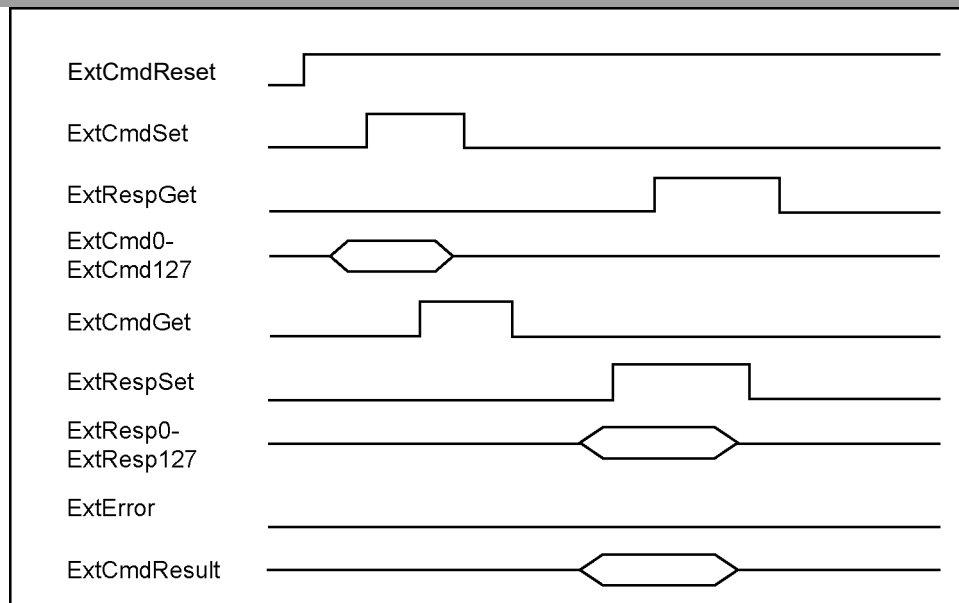 ExtCmdReset
ExtCmdSet
ExtRespGet
ExtCmd0-
ExtCmd127
ExtCmdGet
ExtRespSet
ExtResp0-
ExtResp127
ExtError
ExtCmdResult